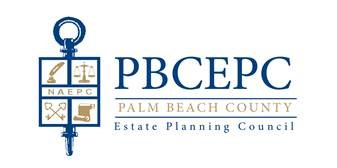 NAEPC
PBCEPC
PALM BEACH COUNTY
Estate Planning Council